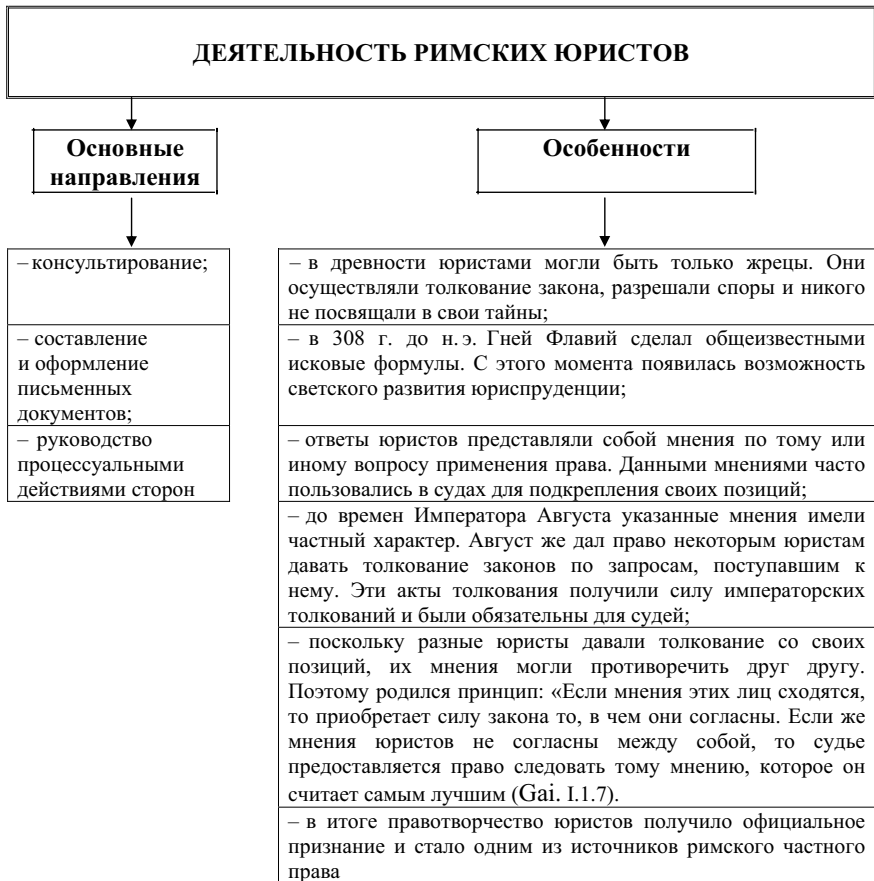 ДЕЯТЕЛЬНОСТЬ РИМСКИХ ЮРИСТОВ
Основные
направления
– консультирование;
– составление
и оформление
письменных
документов;
– руководство
процессуальными
действиями сторон
Особенности
– в древности юристами могли быть только жрецы. Они
осуществляли толкование закона, разрешали споры и никого
не посвящали в свои тайны;
– в 308 г. до н. э. Гней Флавий сделал общеизвестными
исковые формулы. С этого момента появилась возможность
светского развития юриспруденции;
– ответы юристов представляли собой мнения по тому или
иному вопросу применения права. Данными мнениями часто
пользовались в судах для подкрепления своих позиций;
– до времен Императора Августа указанные мнения имели
частный характер. Август же дал право некоторым юристам
давать толкование законов по запросам, поступавшим к
нему. Эти акты толкования получили силу императорских
толкований и были обязательны для судей;
– поскольку разные юристы давали толкование со своих
позиций, их мнения могли противоречить друг другу.
Поэтому родился принцип: «Если мнения этих лиц сходятся,
то приобретает силу закона то, в чем они согласны. Если же
мнения юристов не согласны между собой, то судье
предоставляется право следовать тому мнению, которое он
считает самым лучшим (Gai. I.1.7).
– в итоге правотворчество юристов получило официальное
признание и стало одним из источников римского частного
права